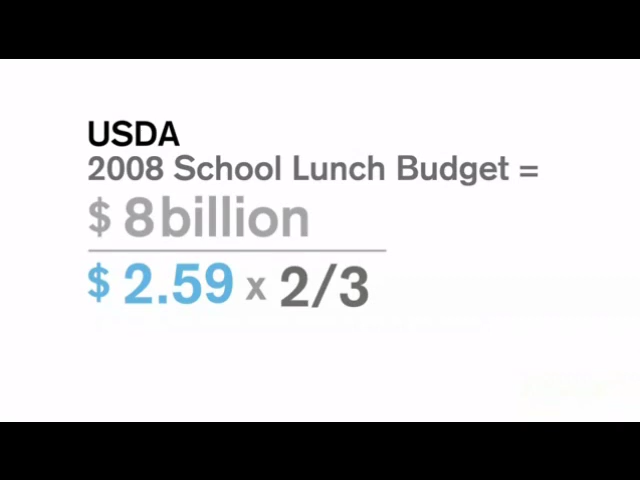 USDA
2008 School Lunch Budget =
$ 8 billion
$ 2.59 x 2/3